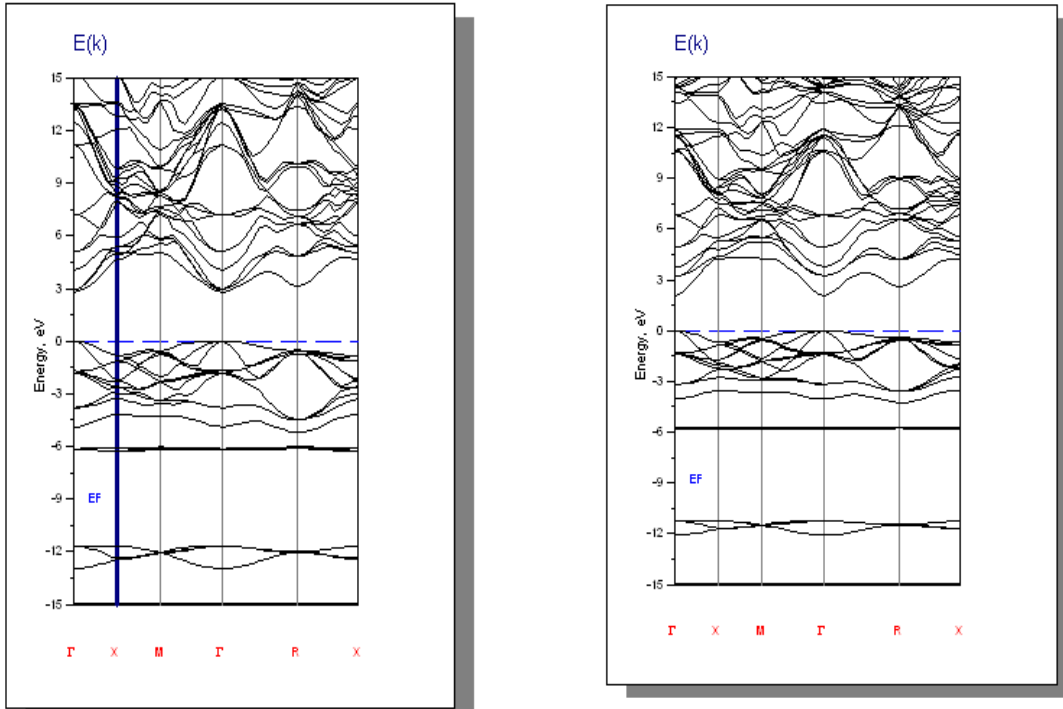 E(k)
15
12
9
6
3
0
-3
-6
-9
-12
-15
Energy, eV
EF
Γ X M Γ R X
E(k)
15
12
9
6
3
0
-3
-6
-9
-12
-15
Energy, eV
EF
Γ X M Γ R X